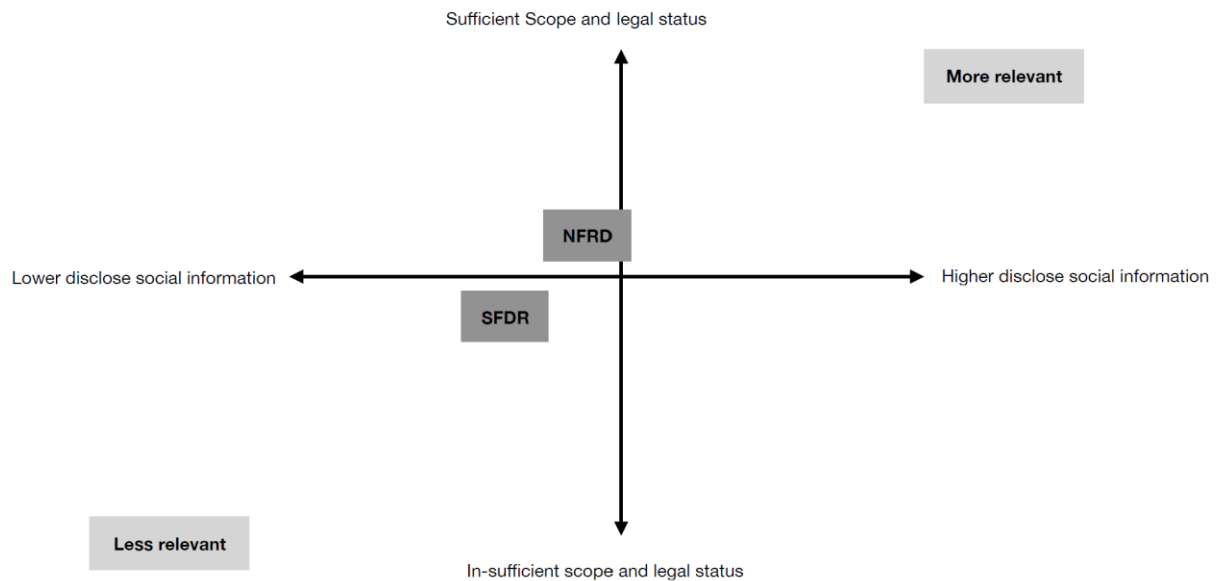 Sufficient Scope and legal status
More relevant
NFRD
Lower disclose social information
Higher disclose social information
SFDR
Less relevant
In-sufficient scope and legal status